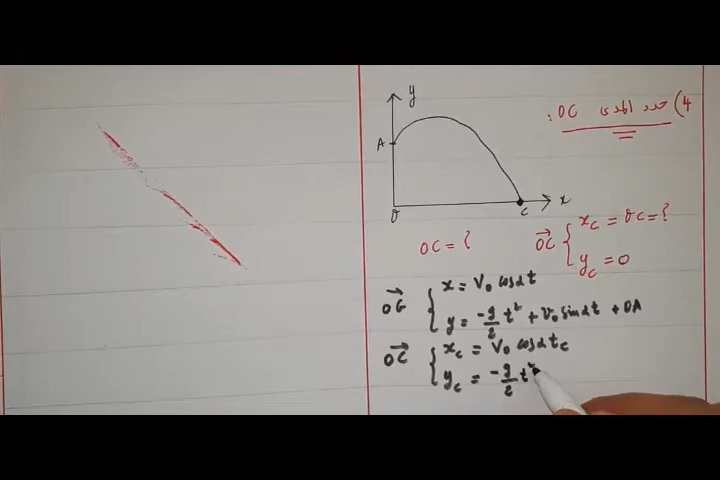 4) حدد المدى OC :
y
A
O
C
x
OC = ?
OC { x_C = OC = ?
y_C = 0
OG { x = V₀ cosα t
y = -g/2 t² + V₀ sinα t + OA
OC { x_C = V₀ cosα t_C
y_C = -g/2 t²